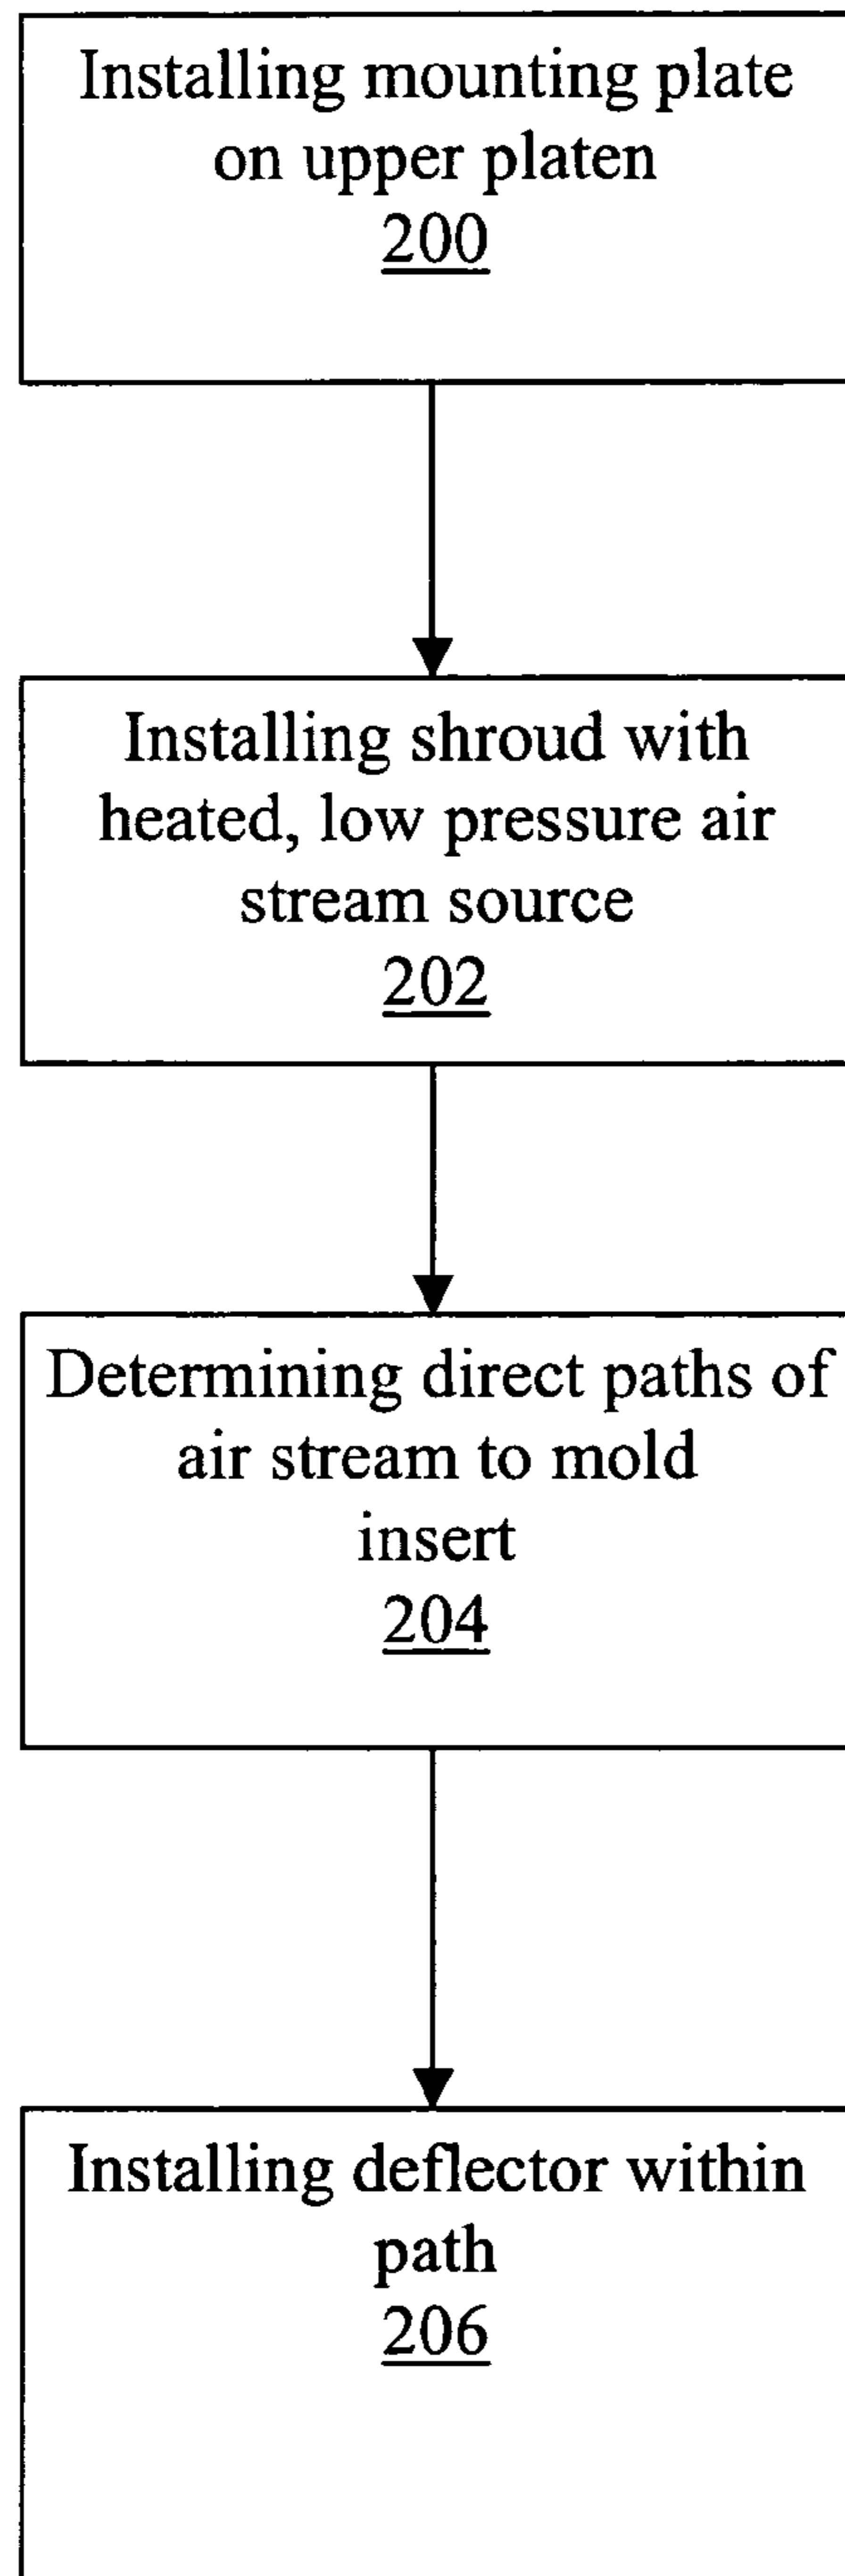 Installing mounting plate
on upper platen
200
Installing shroud with
heated, low pressure air
stream source
202
Determining direct paths of
air stream to mold
insert
204
Installing deflector within
path
206